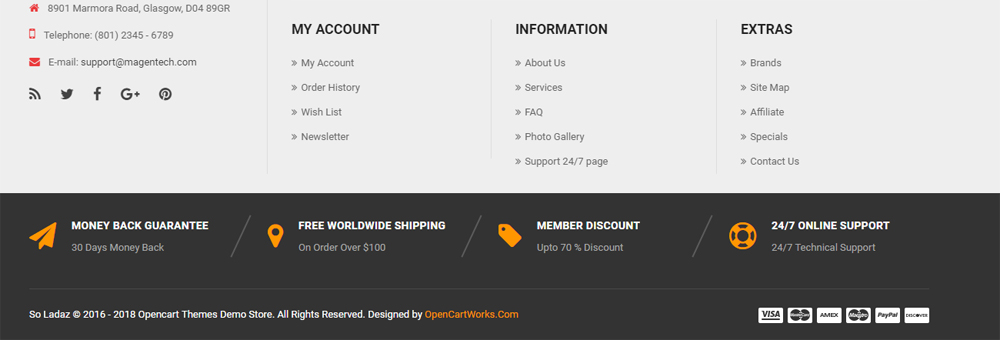 8901 Marmora Road, Glasgow, D04 89GR
Telephone: (801) 2345 - 6789
E-mail: support@magentech.com
MY ACCOUNT
» My Account
» Order History
» Wish List
» Newsletter
INFORMATION
» About Us
» Services
» FAQ
» Photo Gallery
» Support 24/7 page
EXTRAS
» Brands
» Site Map
» Affiliate
» Specials
» Contact Us
MONEY BACK GUARANTEE
30 Days Money Back
FREE WORLDWIDE SHIPPING
On Order Over $100
MEMBER DISCOUNT
Upto 70 % Discount
24/7 ONLINE SUPPORT
24/7 Technical Support
So Ladaz © 2016 - 2018 Opencart Themes Demo Store. All Rights Reserved. Designed by OpenCartWorks.Com
VISA MasterCard AMEX Maestro PayPal DISCOVER